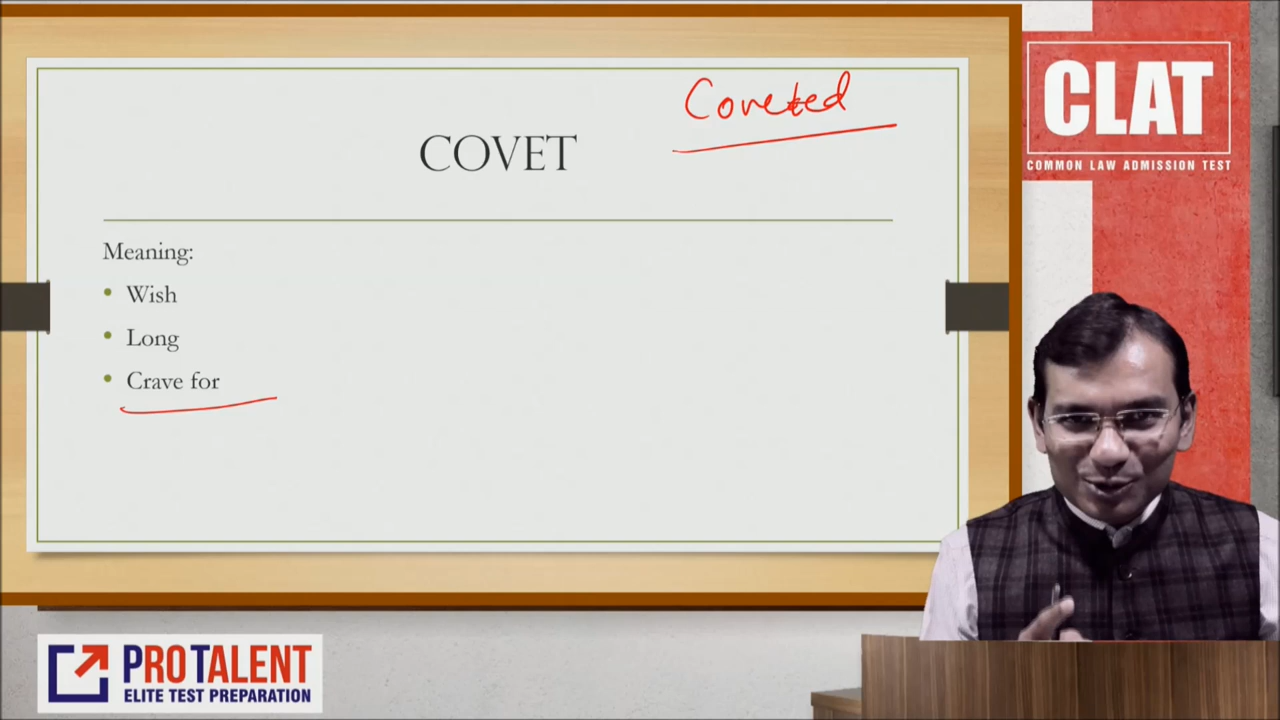 Coveted
COVET
Meaning:
• Wish
• Long
• Crave for
CLAT
COMMON LAW ADMISSION TEST
PROTALENT
ELITE TEST PREPARATION